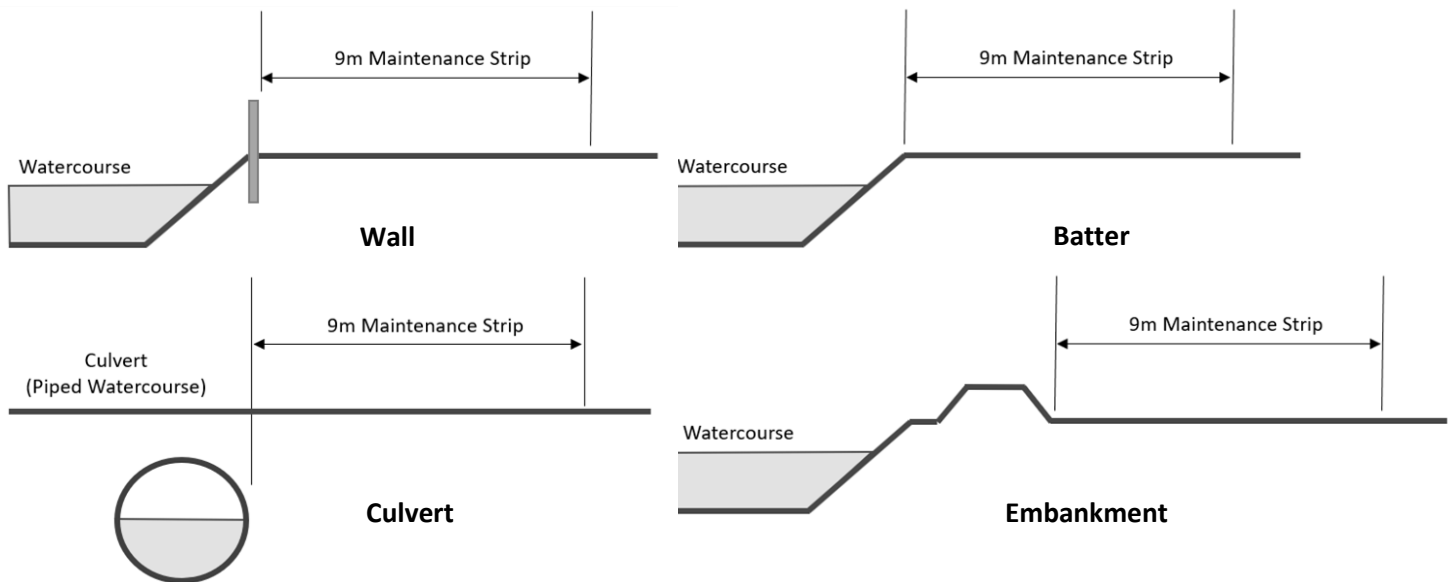 9m Maintenance Strip
Watercourse
Wall
9m Maintenance Strip
Watercourse
Batter
9m Maintenance Strip
Culvert
(Piped Watercourse)
Culvert
9m Maintenance Strip
Watercourse
Embankment